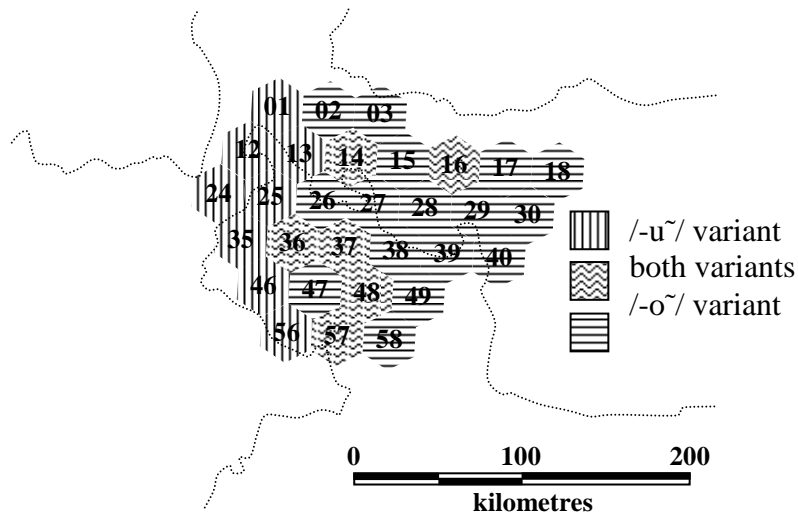 01 02 03
12 13 14 15 16 17 18
24 25 26 27 28 29 30
35 36 37 38 39 40
46 47 48 49
56 57 58
/-u˜/ variant
both variants
/-o˜/ variant
0 100 200
kilometres